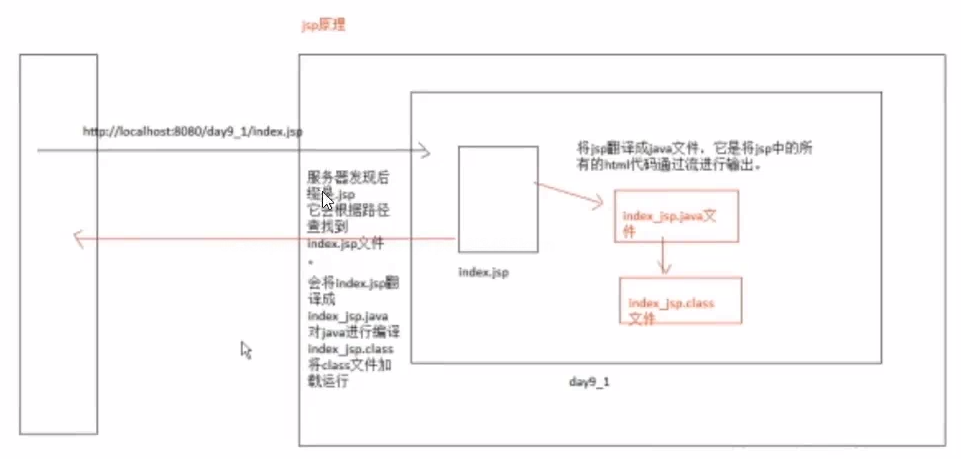 jsp原理
http://localhost:8080/day9_1/index.jsp
服务器发现后
缀是.jsp
它会根据路径
查找到
index.jsp文件
。
会将index.jsp翻
译成
index_jsp.java
对java进行编译
index_jsp.class
将class文件加
载运行
将jsp翻译成java文件，它是将jsp中的所
有的html代码通过流进行输出。
index_jsp.java文
件
index_jsp.class
文件
index.jsp
day9_1